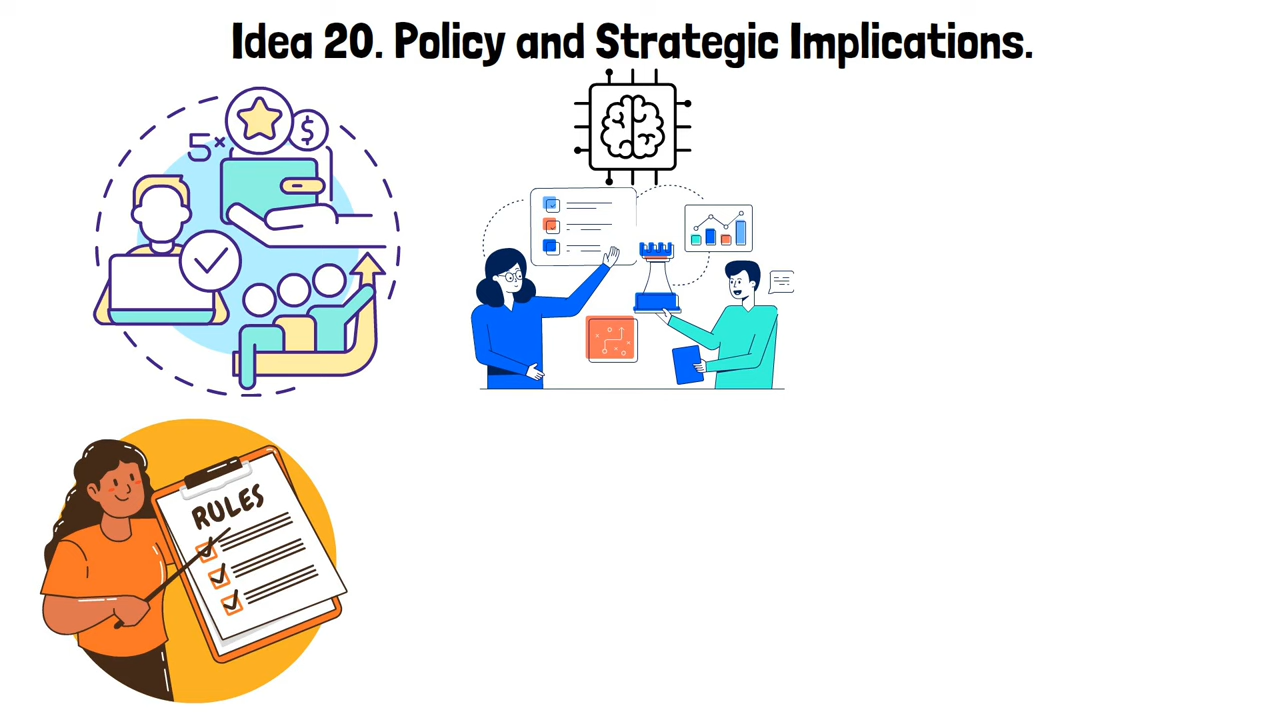 Idea 20. Policy and Strategic Implications.
5×
$
RULES